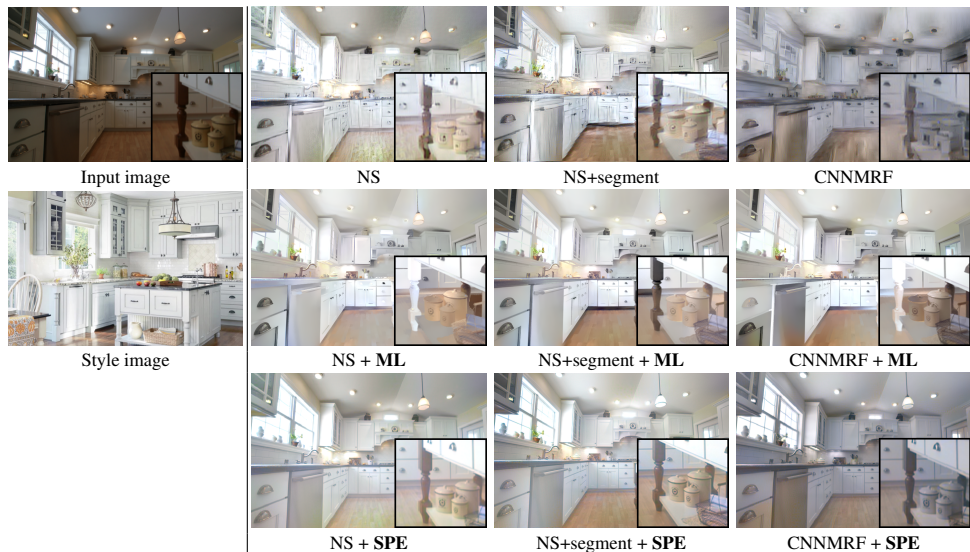 Input image
NS
NS+segment
CNNMRF
Style image
NS + ML
NS+segment + ML
CNNMRF + ML
NS + SPE
NS+segment + SPE
CNNMRF + SPE